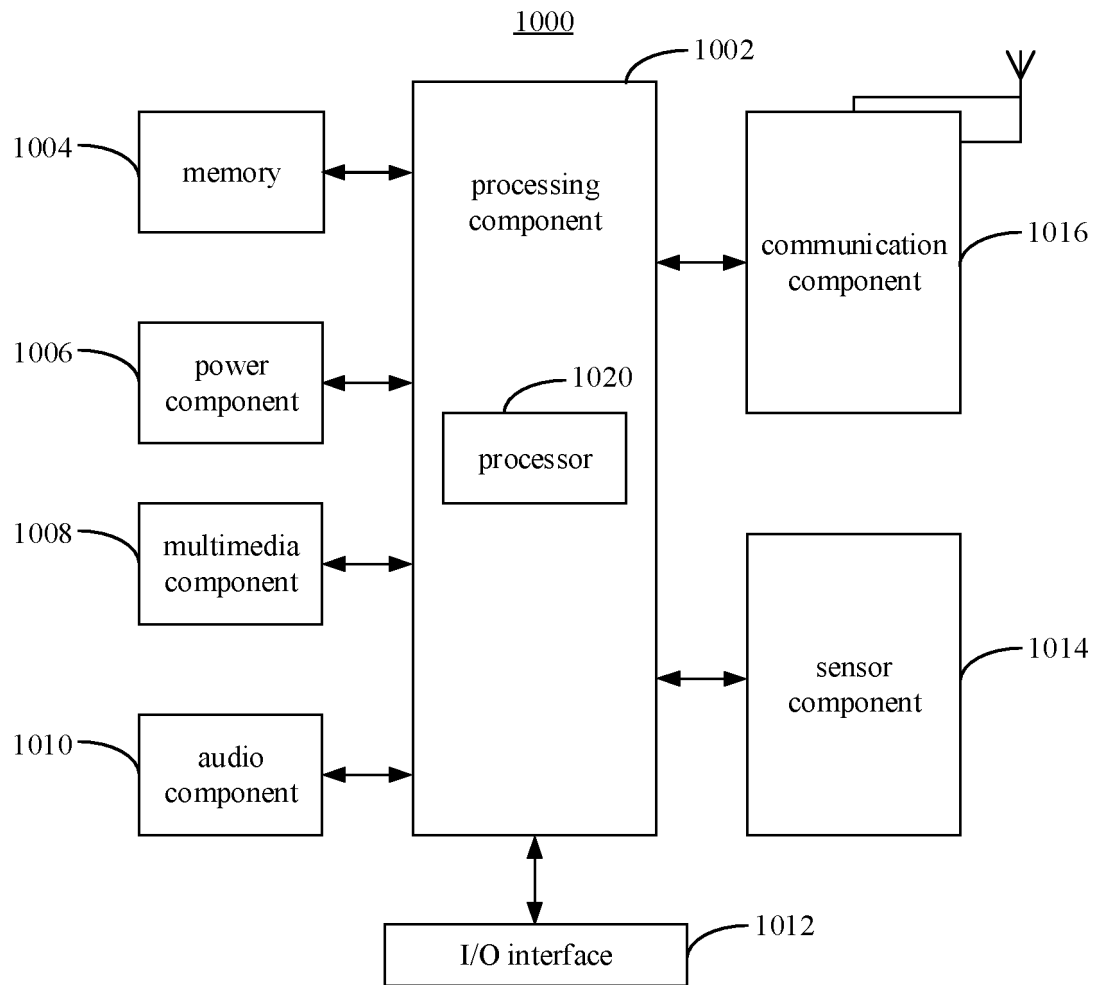 1000
1002
1004
memory
processing
component
communication
component
1016
1006
power
component
1020
processor
1008
multimedia
component
1014
sensor
component
1010
audio
component
I/O interface
1012